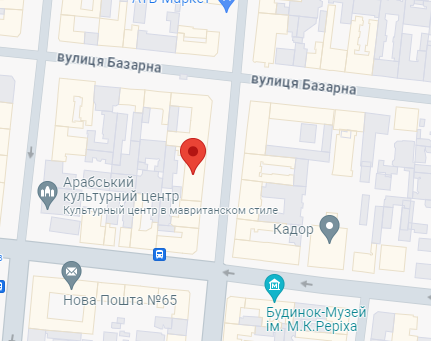 АТБ Маркет
вулиця Базарна
вулиця Базарна
Арабський
культурний центр
Культурный центр в мавританском стиле
Кадор
Нова Пошта №65
Будинок-Музей
ім. М.К.Реріха